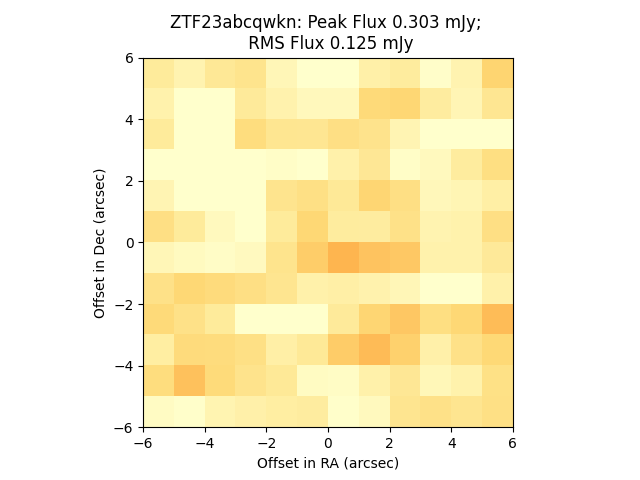 ZTF23abcqwkn: Peak Flux 0.303 mJy;
RMS Flux 0.125 mJy
6
4
2
0
−2
−4
−6
Offset in Dec (arcsec)
−6 −4 −2 0 2 4 6
Offset in RA (arcsec)